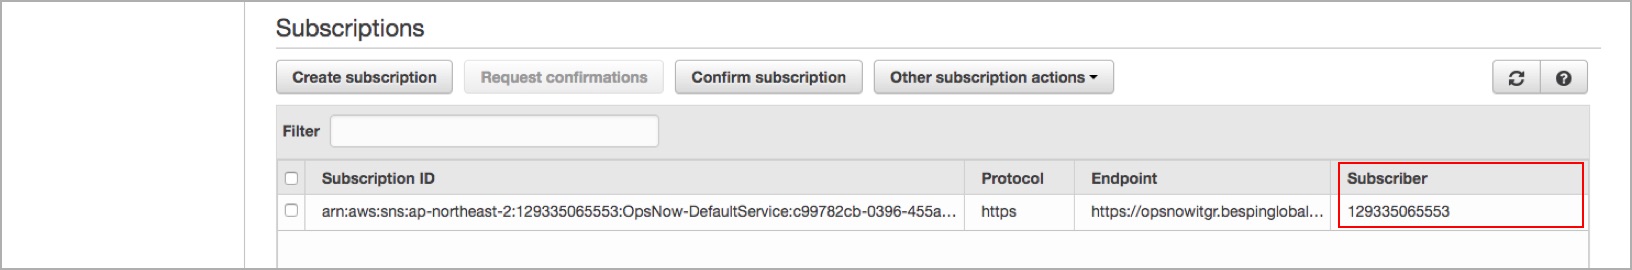 Subscriptions
Create subscription Request confirmations Confirm subscription Other subscription actions
Filter
Subscription ID Protocol Endpoint Subscriber
arn:aws:sns:ap-northeast-2:129335065553:OpsNow-DefaultService:c99782cb-0396-455a... https https://opsnowitgr.bespinglobal... 129335065553